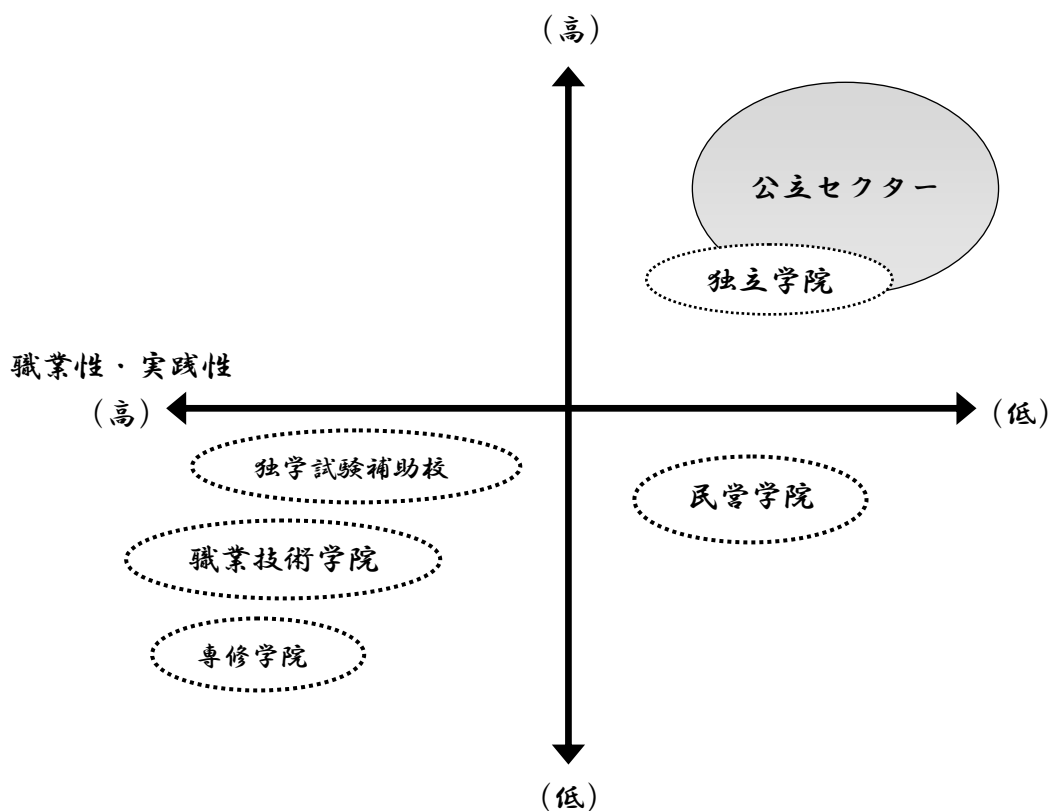 （高）
公立セクター
独立学院
職業性・実践性
（高）
（低）
独学試験補助校
民営学院
職業技術学院
専修学院
（低）